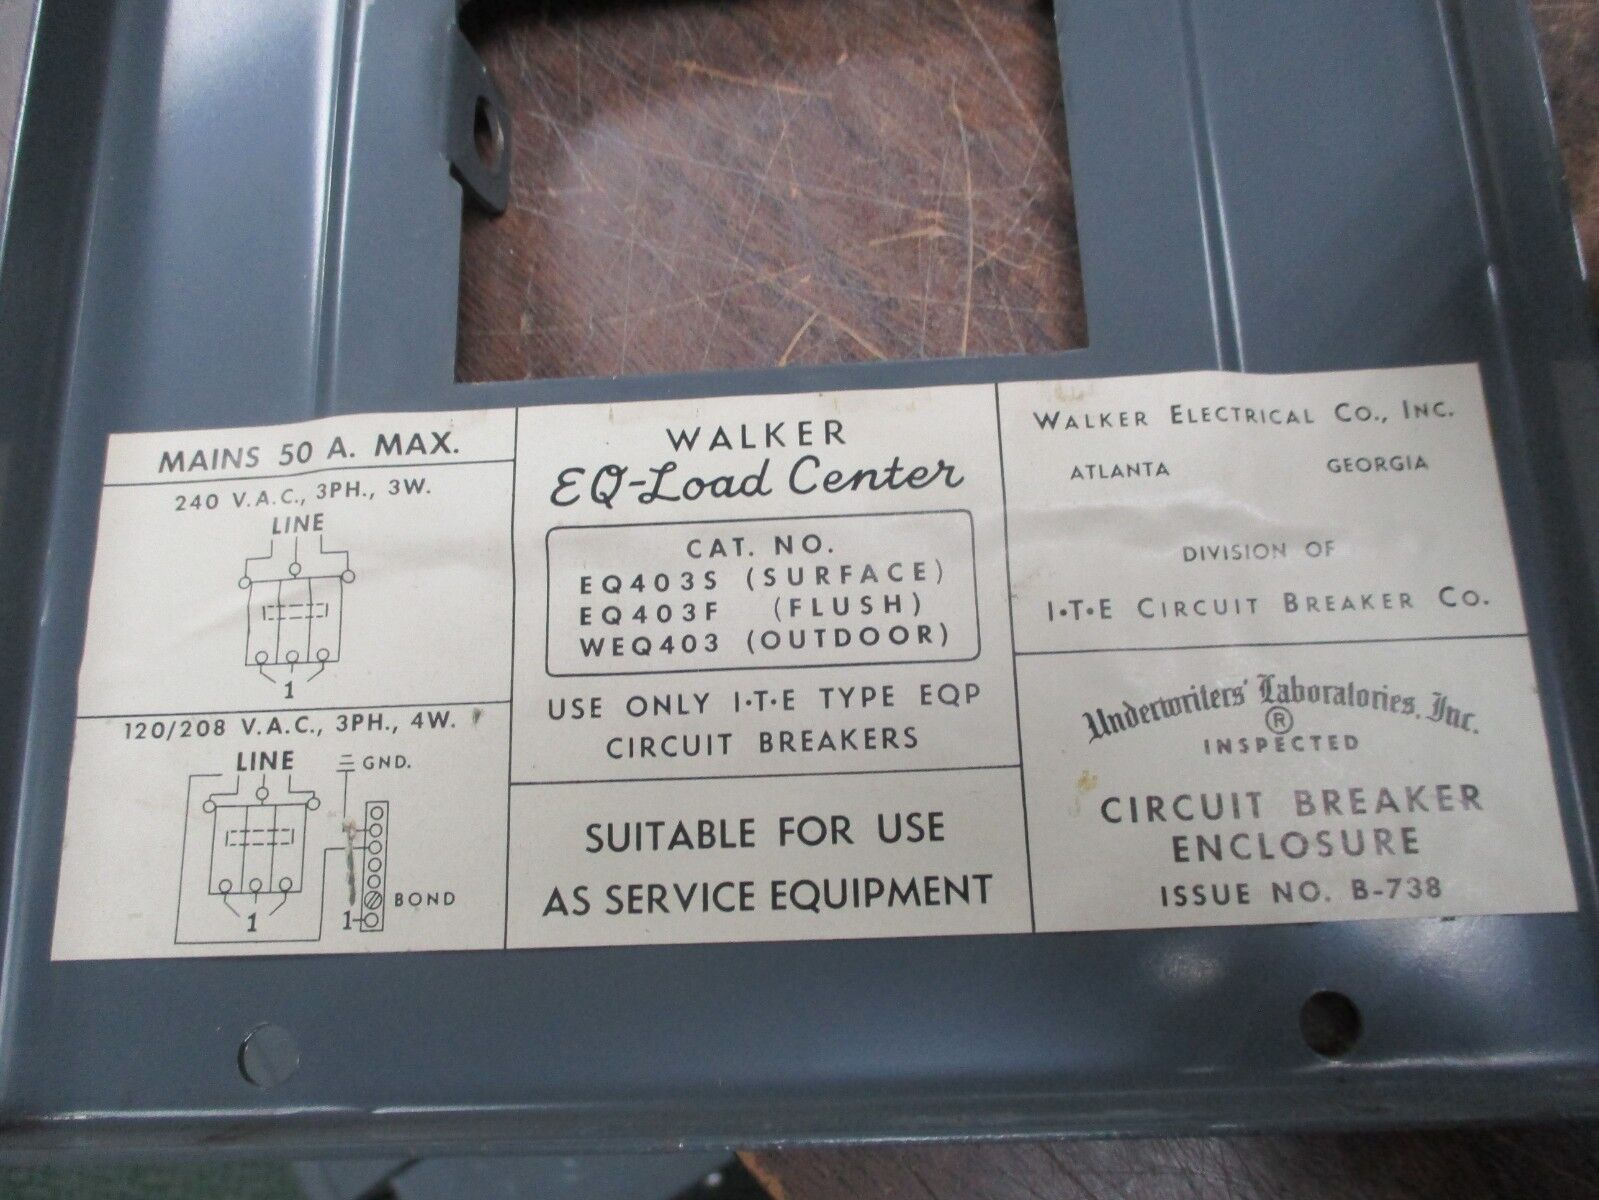 MAINS 50 A. MAX.
240 V.A.C., 3PH., 3W.
LINE
1
120/208 V.A.C., 3PH., 4W.
LINE
GND.
BOND
1
1
WALKER
EQ-Load Center
CAT. NO.
EQ403S (SURFACE)
EQ403F (FLUSH)
WEQ403 (OUTDOOR)
USE ONLY I·T·E TYPE EQP
CIRCUIT BREAKERS
SUITABLE FOR USE
AS SERVICE EQUIPMENT
WALKER ELECTRICAL CO., INC.
ATLANTA GEORGIA
DIVISION OF
I·T·E CIRCUIT BREAKER CO.
Underwriters' Laboratories, Inc.
®
INSPECTED
CIRCUIT BREAKER
ENCLOSURE
ISSUE NO. B-738